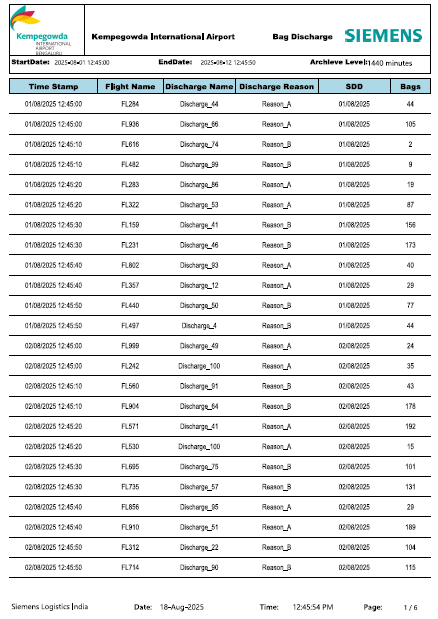 Kempegowda
INTERNATIONAL
AIRPORT
BENGALURU
Kempegowda International Airport Bag Discharge SIEMENS
StartDate: 2025-08-01 12:45:00 EndDate: 2025-08-12 12:45:50 Archieve Level: 1440 minutes
Time Stamp Flight Name Discharge Name Discharge Reason SDD Bags
01/08/2025 12:45:00 FL284 Discharge_44 Reason_A 01/08/2025 44
01/08/2025 12:45:00 FL936 Discharge_66 Reason_A 01/08/2025 105
01/08/2025 12:45:10 FL616 Discharge_74 Reason_B 01/08/2025 2
01/08/2025 12:45:10 FL482 Discharge_99 Reason_B 01/08/2025 6
01/08/2025 12:45:20 FL283 Discharge_86 Reason_A 01/08/2025 19
01/08/2025 12:45:20 FL322 Discharge_53 Reason_A 01/08/2025 87
01/08/2025 12:45:30 FL159 Discharge_41 Reason_B 01/08/2025 156
01/08/2025 12:45:30 FL231 Discharge_46 Reason_B 01/08/2025 173
01/08/2025 12:45:40 FL802 Discharge_93 Reason_A 01/08/2025 40
01/08/2025 12:45:40 FL357 Discharge_12 Reason_A 01/08/2025 29
01/08/2025 12:45:50 FL440 Discharge_50 Reason_B 01/08/2025 77
01/08/2025 12:45:50 FL497 Discharge_4 Reason_A 01/08/2025 44
02/08/2025 12:45:00 FL999 Discharge_49 Reason_A 02/08/2025 24
02/08/2025 12:45:00 FL242 Discharge_100 Reason_A 02/08/2025 35
02/08/2025 12:45:10 FL560 Discharge_91 Reason_B 02/08/2025 43
02/08/2025 12:45:10 FL904 Discharge_64 Reason_B 02/08/2025 178
02/08/2025 12:45:20 FL571 Discharge_41 Reason_A 02/08/2025 192
02/08/2025 12:45:20 FL530 Discharge_100 Reason_A 02/08/2025 15
02/08/2025 12:45:30 FL695 Discharge_75 Reason_B 02/08/2025 101
02/08/2025 12:45:30 FL735 Discharge_57 Reason_B 02/08/2025 131
02/08/2025 12:45:40 FL856 Discharge_95 Reason_A 02/08/2025 29
02/08/2025 12:45:40 FL910 Discharge_51 Reason_A 02/08/2025 189
02/08/2025 12:45:50 FL312 Discharge_22 Reason_B 02/08/2025 104
02/08/2025 12:45:50 FL714 Discharge_90 Reason_B 02/08/2025 115
Siemens Logistics India Date: 18-Aug-2025 Time: 12:45:54 PM Page: 1 / 6